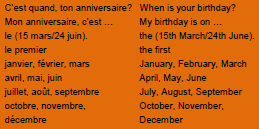 C'est quand, ton anniversaire? When is your birthday?
Mon anniversaire, c'est ... My birthday is on ...
le (15 mars/24 juin). the (15th March/24th June).
le premier the first
janvier, février, mars January, February, March
avril, mai, juin April, May, June
juillet, août, septembre July, August, September
octobre, novembre, October, November,
décembre December